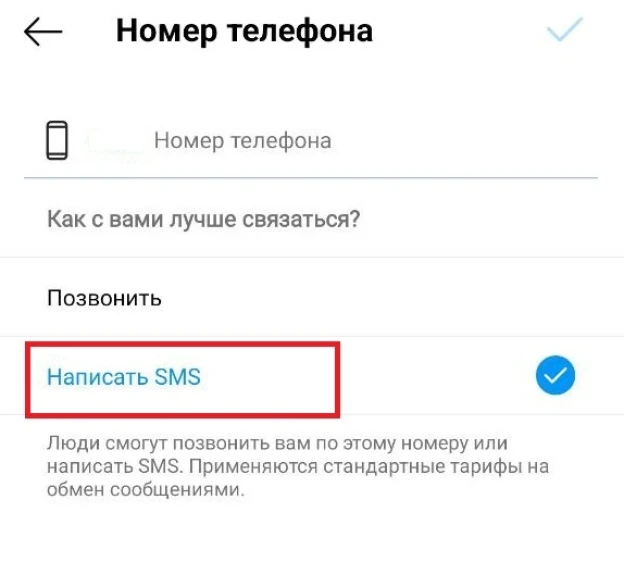 Номер телефона
Номер телефона
Как с вами лучше связаться?
Позвонить
Написать SMS
Люди смогут позвонить вам по этому номеру или
написать SMS. Применяются стандартные тарифы на
обмен сообщениями.